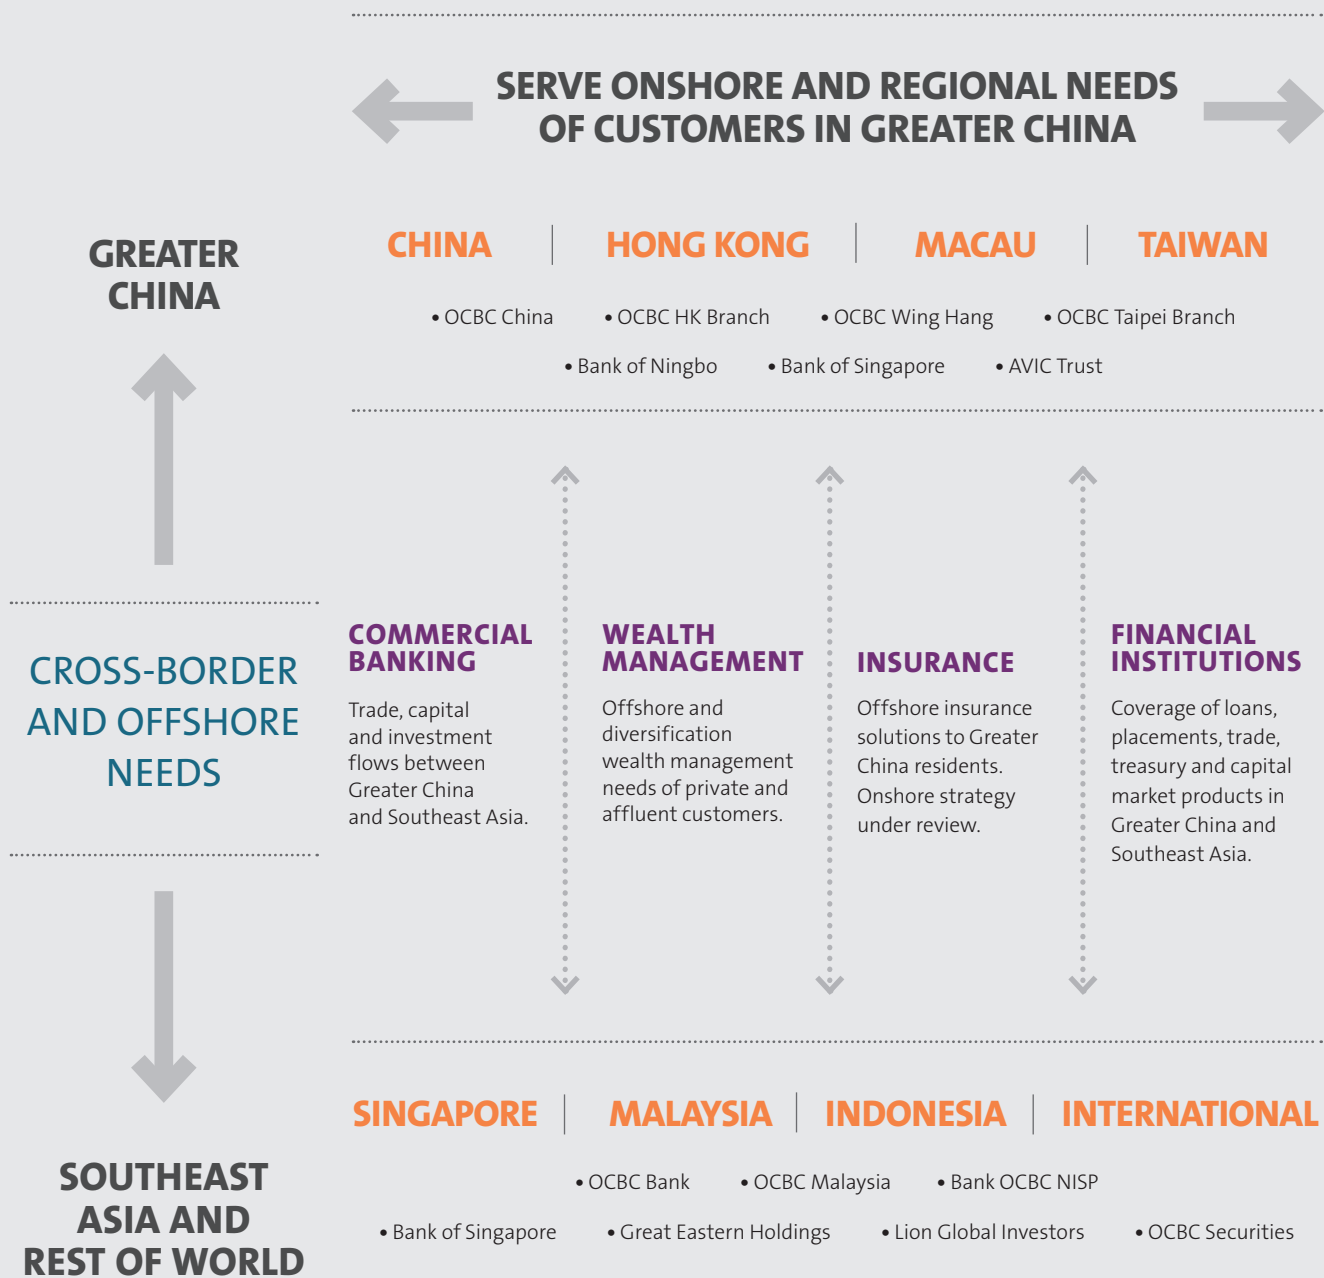 SERVE ONSHORE AND REGIONAL NEEDS
OF CUSTOMERS IN GREATER CHINA
GREATER
CHINA
CHINA
HONG KONG
MACAU
TAIWAN
• OCBC China
• OCBC HK Branch
• OCBC Wing Hang
• OCBC Taipei Branch
• Bank of Ningbo
• Bank of Singapore
• AVIC Trust
CROSS-BORDER
AND OFFSHORE
NEEDS
COMMERCIAL
BANKING
Trade, capital
and investment
flows between
Greater China
and Southeast Asia.
WEALTH
MANAGEMENT
Offshore and
diversification
wealth management
needs of private and
affluent customers.
INSURANCE
Offshore insurance
solutions to Greater
China residents.
Onshore strategy
under review.
FINANCIAL
INSTITUTIONS
Coverage of loans,
placements, trade,
treasury and capital
market products in
Greater China and
Southeast Asia.
SOUTHEAST
ASIA AND
REST OF WORLD
SINGAPORE
MALAYSIA
INDONESIA
INTERNATIONAL
• OCBC Bank
• OCBC Malaysia
• Bank OCBC NISP
• Bank of Singapore
• Great Eastern Holdings
• Lion Global Investors
• OCBC Securities